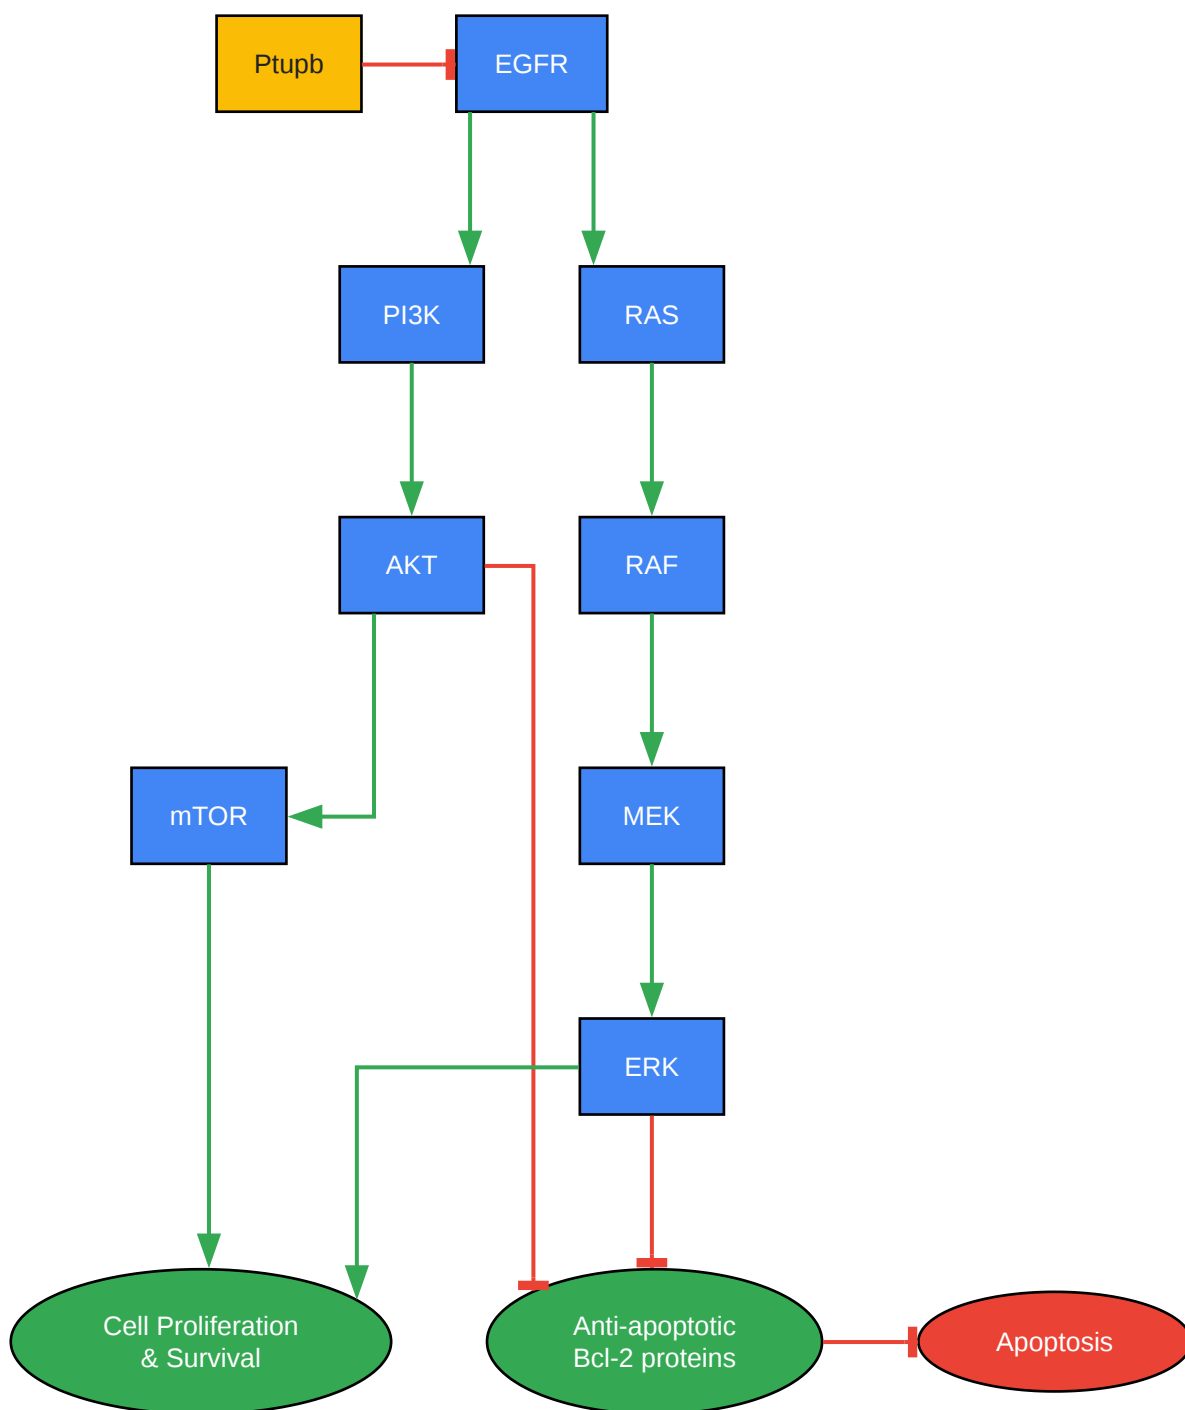 Ptupb
EGFR
PI3K
RAS
AKT
RAF
mTOR
MEK
ERK
Cell Proliferation
& Survival
Anti-apoptotic
Bcl-2 proteins
Apoptosis